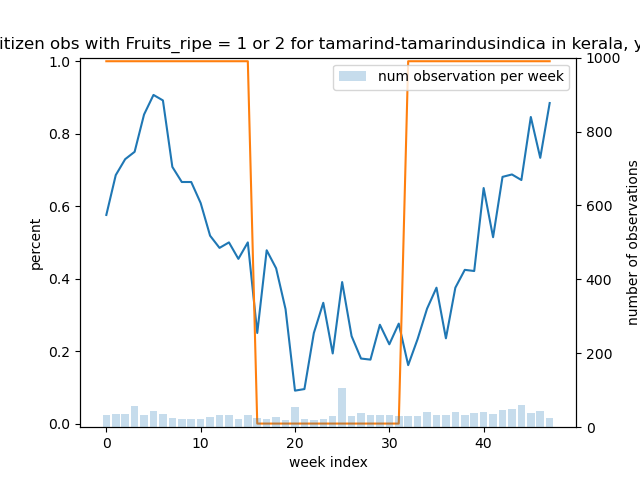 itizen obs with Fruits_ripe = 1 or 2 for tamarind-tamarindusindica in kerala, y
num observation per week
percent
number of observations
1.0
0.8
0.6
0.4
0.2
0.0
1000
800
600
400
200
0
0 10 20 30 40
week index